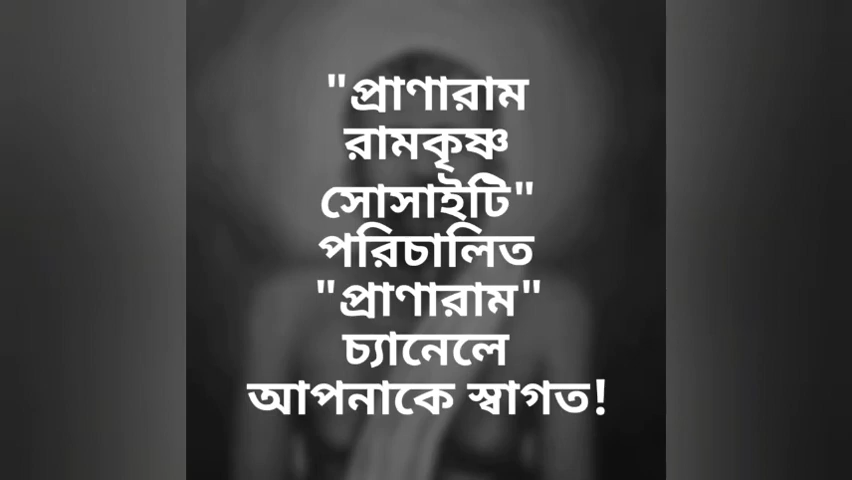 "প্রাণারাম
রামকৃষ্ণ
সোসাইটি"
পরিচালিত
"প্রাণারাম"
চ্যানেলে
আপনাকে স্বাগত!